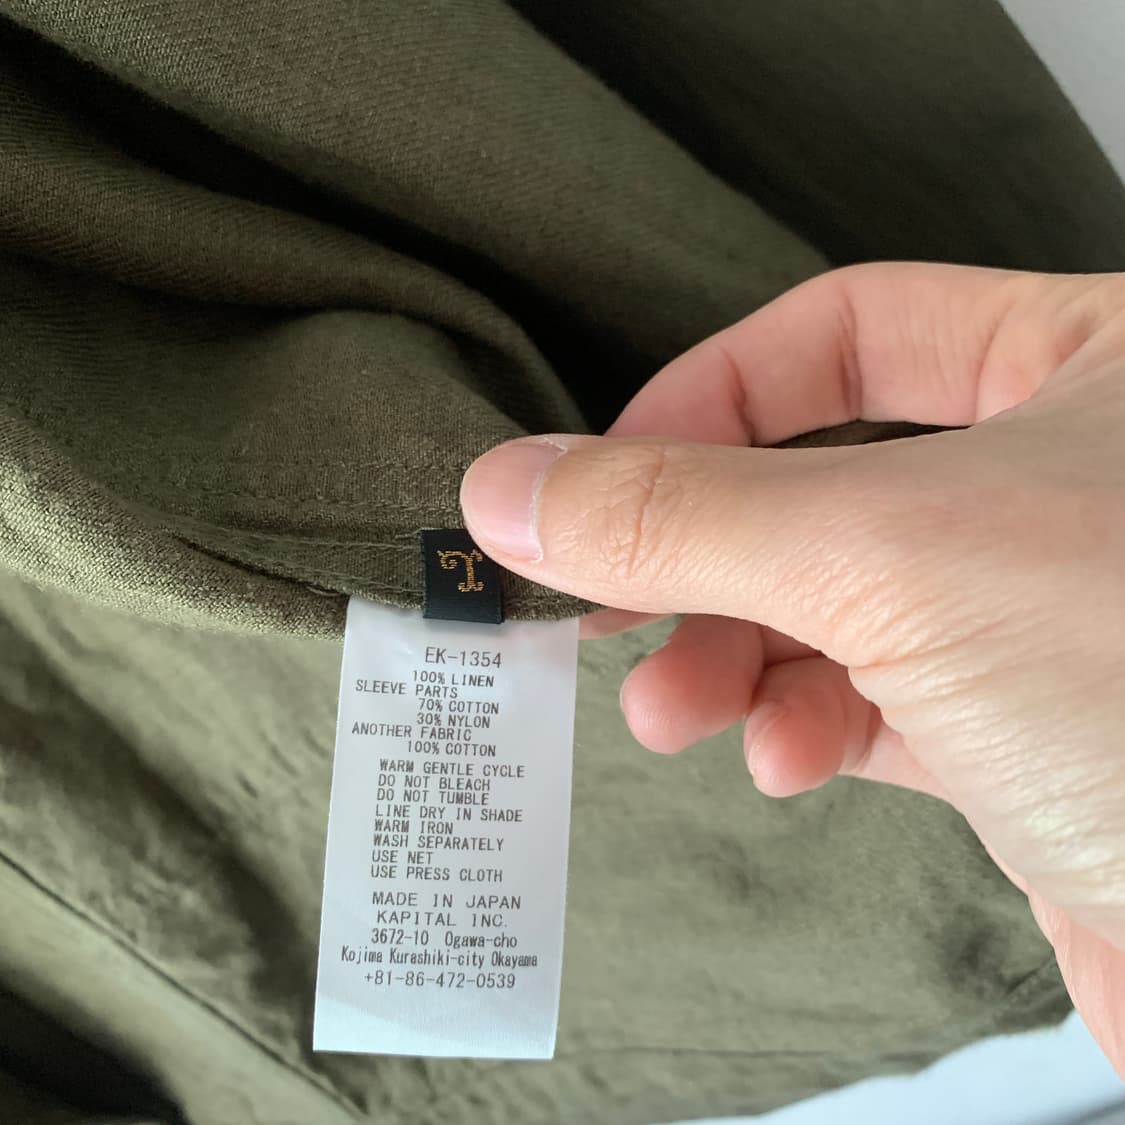 EK-1354
100% LINEN
SLEEVE PARTS
70% COTTON
30% NYLON
ANOTHER FABRIC
100% COTTON
WARM GENTLE CYCLE
DO NOT BLEACH
DO NOT TUMBLE
LINE DRY IN SHADE
WARM IRON
WASH SEPARATELY
USE NET
USE PRESS CLOTH
MADE IN JAPAN
KAPITAL INC.
3672-10 Ogawa-cho
Kojima Kurashiki-city Okayama
+81-86-472-0539